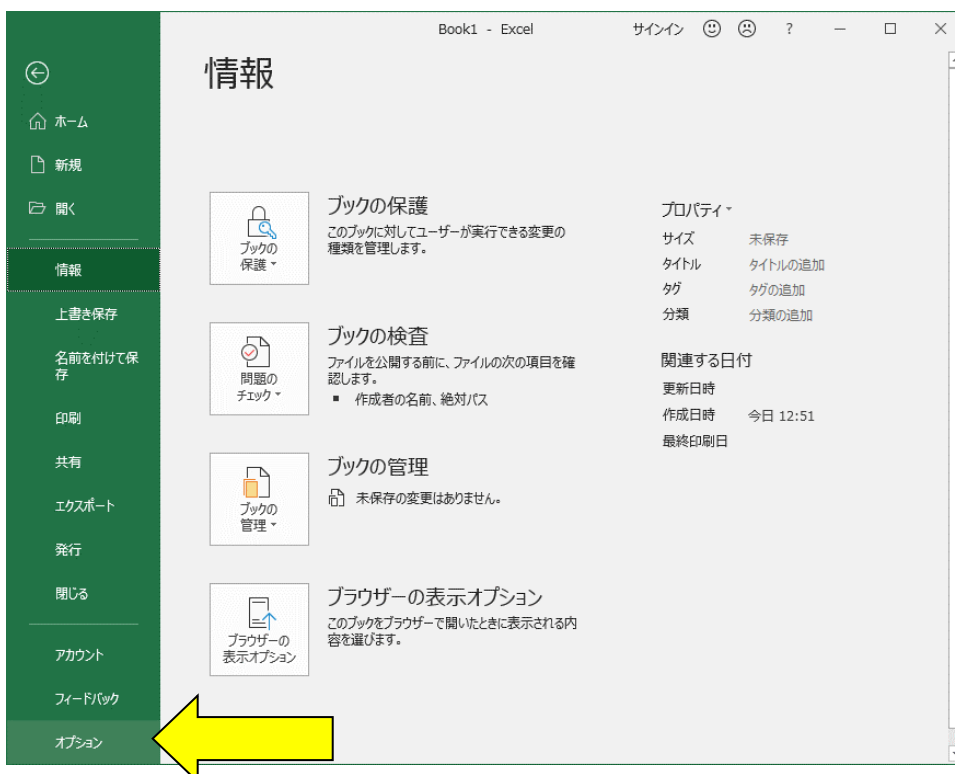 Book1 - Excel
サインイン
?
情報
ホーム
新規
開く
情報
上書き保存
名前を付けて保
存
印刷
共有
エクスポート
発行
閉じる
アカウント
フィードバック
オプション
ブックの
保護
ブックの保護
このブックに対してユーザーが実行できる変更の
種類を管理します。
問題の
チェック
ブックの検査
ファイルを公開する前に、ファイルの次の項目を確
認します。
▪ 作成者の名前、絶対パス
ブックの
管理
ブックの管理
未保存の変更はありません。
ブラウザーの
表示オプション
ブラウザーの表示オプション
このブックをブラウザーで開いたときに表示される内
容を選びます。
プロパティ
サイズ 未保存
タイトル タイトルの追加
タグ タグの追加
分類 分類の追加
関連する日付
更新日時
作成日時 今日 12:51
最終印刷日